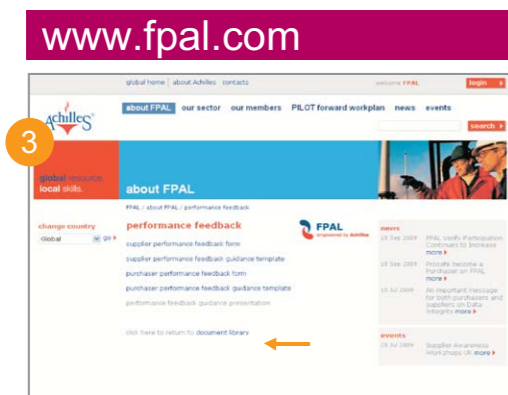 www.fpal.com
global home | about Achilles contacts
welcome FPAL
login
Achilles
about FPAL our sector our members PILOT forward workplan news events
search
3
global resource.
local skills.
about FPAL
FPAL / about FPAL / performance feedback
change country
Global go
performance feedback
FPAL
empowered by Achilles
supplier performance feedback form
supplier performance feedback guidance template
purchaser performance feedback form
purchaser performance feedback guidance template
performance feedback guidance presentation
click here to return to document library
news
18 Sep 2009 FPAL Verify Participation
Continues to Increase
more
10 Sep 2009 Procafe become a
Purchaser on FPAL
more
10 Jul 2009 An important message
for both purchasers and
suppliers on Data
Integrity more
events
28 Jul 2009 Supplier Awareness
Workshops UK more